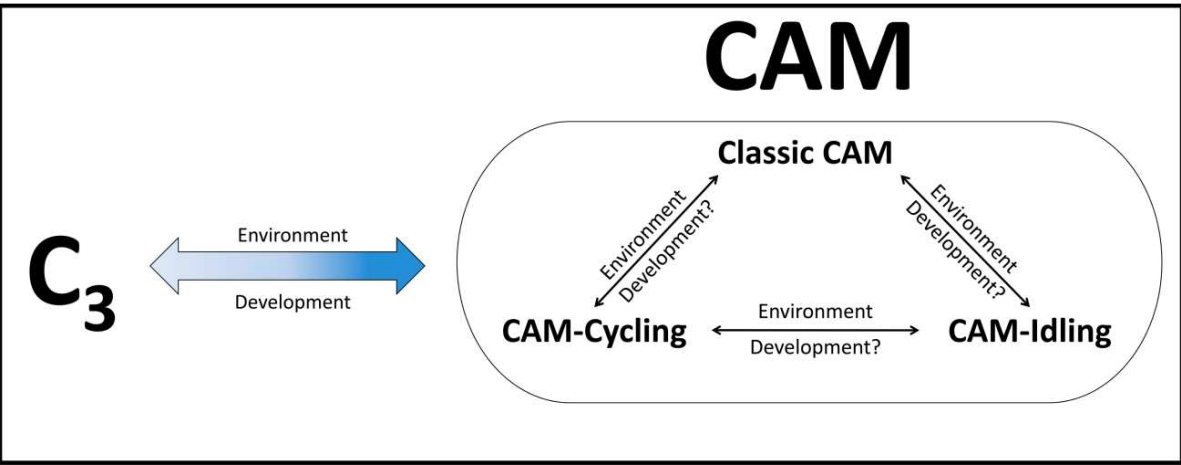 CAM
Classic CAM
Environment
Development?
Environment
Development?
C₃
Environment
Development
CAM-Cycling
Environment
Development?
CAM-Idling